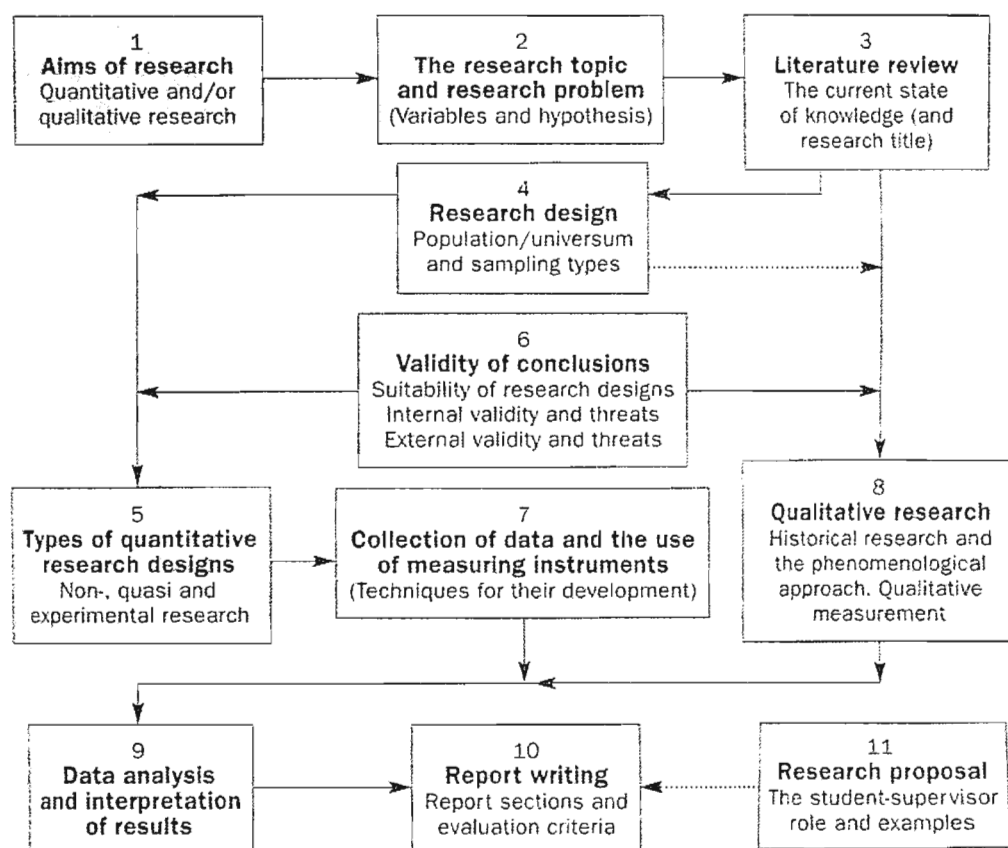 1
Aims of research
Quantitative and/or
qualitative research
2
The research topic
and research problem
(Variables and hypothesis)
3
Literature review
The current state
of knowledge (and
research title)
4
Research design
Population/universum
and sampling types
6
Validity of conclusions
Suitability of research designs
Internal validity and threats
External validity and threats
5
Types of quantitative
research designs
Non-, quasi and
experimental research
7
Collection of data and the use
of measuring instruments
(Techniques for their development)
8
Qualitative research
Historical research and
the phenomenological
approach. Qualitative
measurement
9
Data analysis
and interpretation
of results
10
Report writing
Report sections and
evaluation criteria
11
Research proposal
The student-supervisor
role and examples